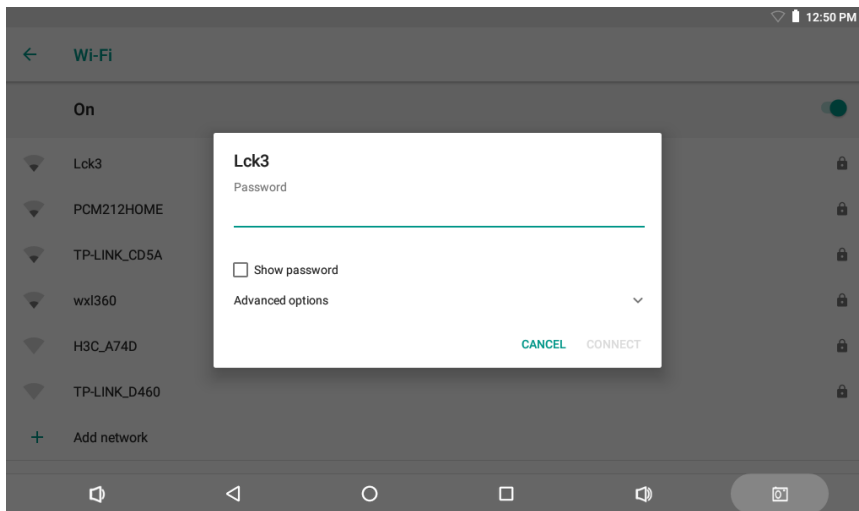 12:50 PM
Wi-Fi
On
Lck3
PCM212HOME
TP-LINK_CD5A
wxl360
H3C_A74D
TP-LINK_D460
Add network
Lck3
Password
Show password
Advanced options
CANCEL CONNECT